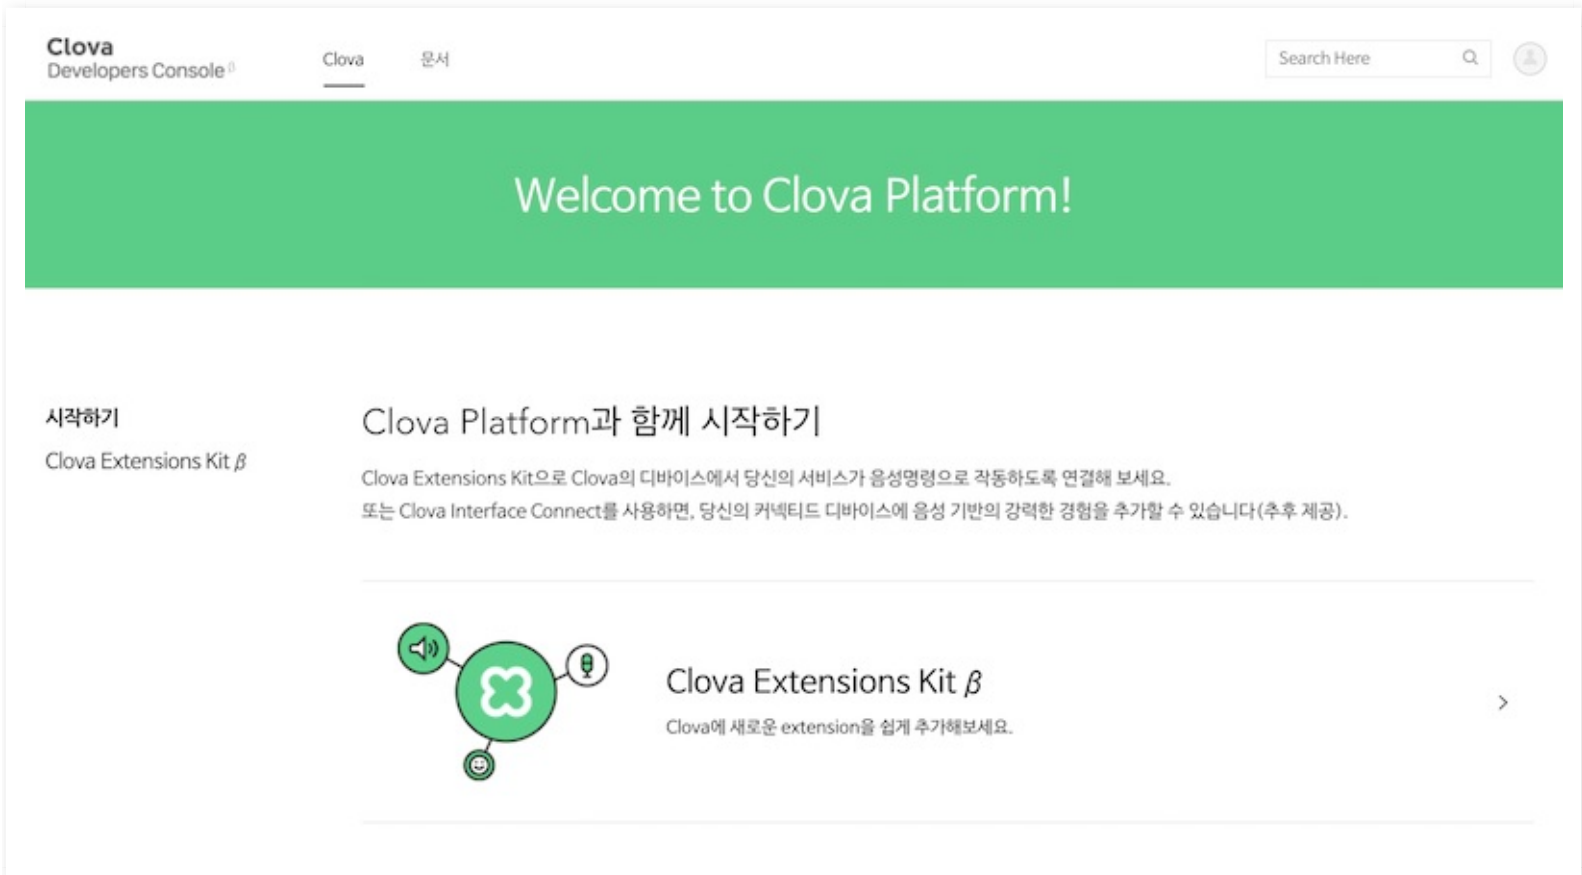 Clova
Developers Console β
Clova
문서
Search Here
Welcome to Clova Platform!
시작하기
Clova Extensions Kit β
Clova Platform과 함께 시작하기
Clova Extensions Kit으로 Clova의 디바이스에서 당신의 서비스가 음성명령으로 작동하도록 연결해 보세요.
또는 Clova Interface Connect를 사용하면, 당신의 커넥티드 디바이스에 음성 기반의 강력한 경험을 추가할 수 있습니다(추후 제공).
Clova Extensions Kit β
Clova에 새로운 extension을 쉽게 추가해보세요.